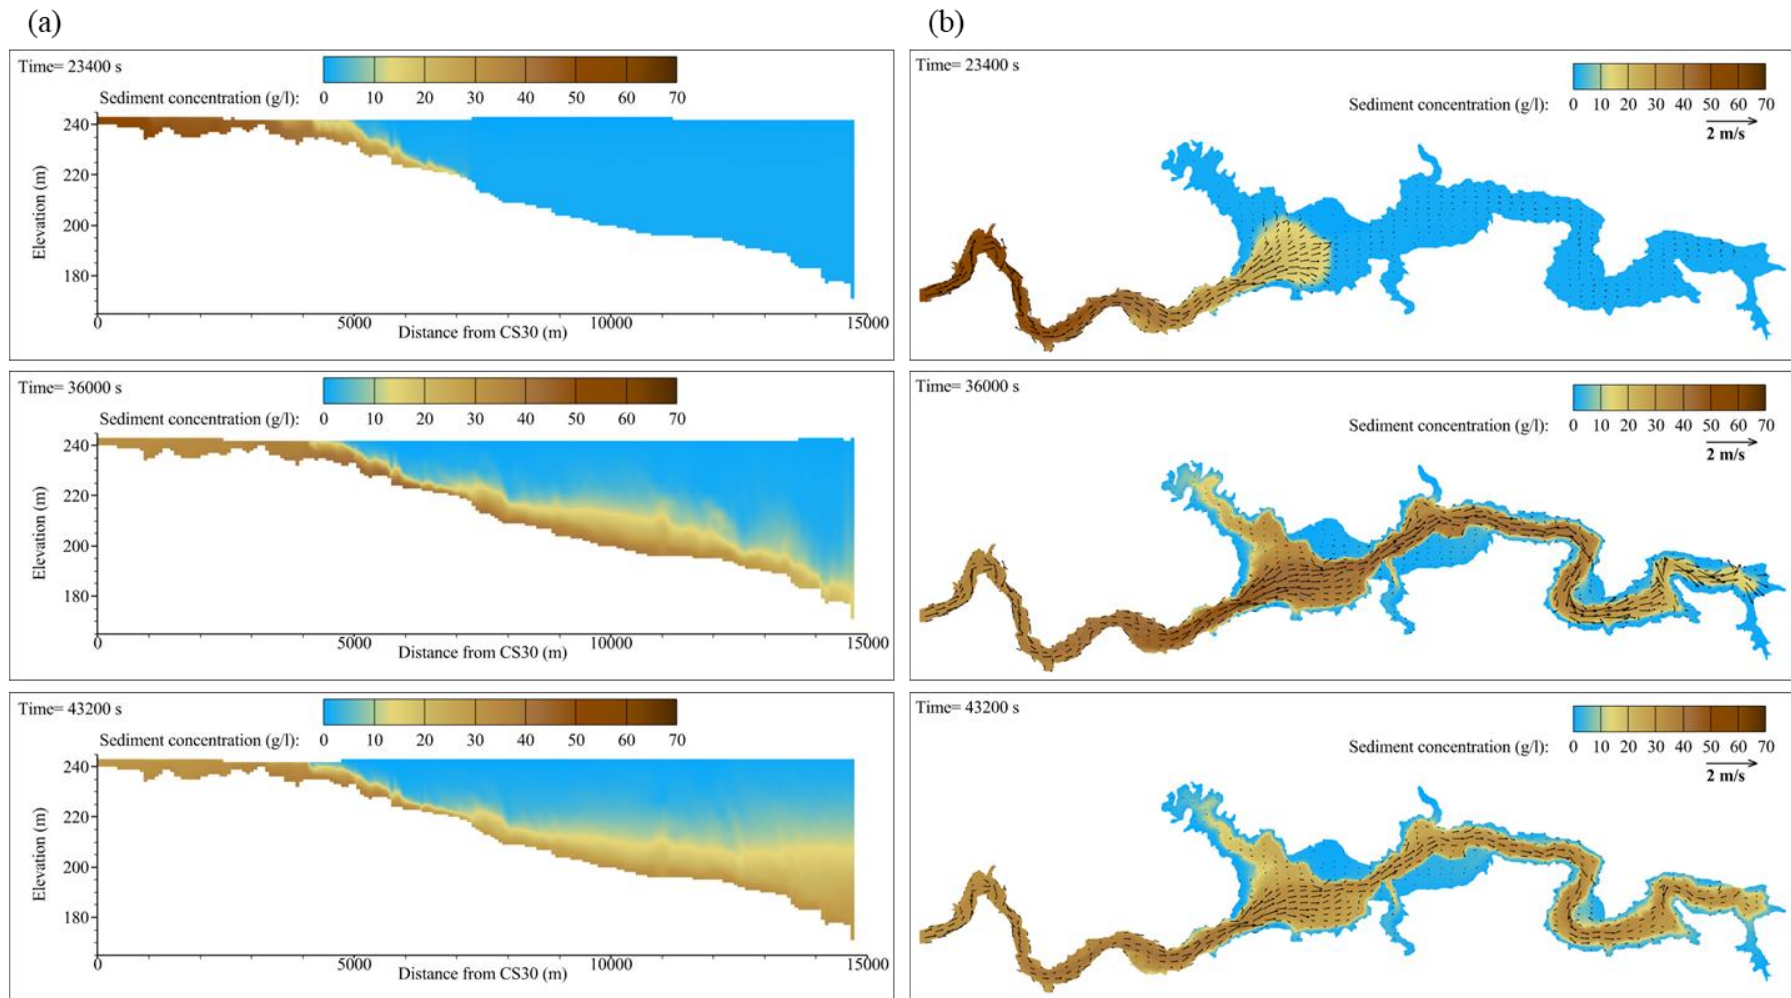 (a)
(b)
Time= 23400 s
Sediment concentration (g/l): 0 10 20 30 40 50 60 70
240
220
200
180
Elevation (m)
0 5000 10000 15000
Distance from CS30 (m)
Time= 23400 s
Sediment concentration (g/l): 0 10 20 30 40 50 60 70
2 m/s
Time= 36000 s
Sediment concentration (g/l): 0 10 20 30 40 50 60 70
240
220
200
180
Elevation (m)
0 5000 10000 15000
Distance from CS30 (m)
Time= 36000 s
Sediment concentration (g/l): 0 10 20 30 40 50 60 70
2 m/s
Time= 43200 s
Sediment concentration (g/l): 0 10 20 30 40 50 60 70
240
220
200
180
Elevation (m)
0 5000 10000 15000
Distance from CS30 (m)
Time= 43200 s
Sediment concentration (g/l): 0 10 20 30 40 50 60 70
2 m/s